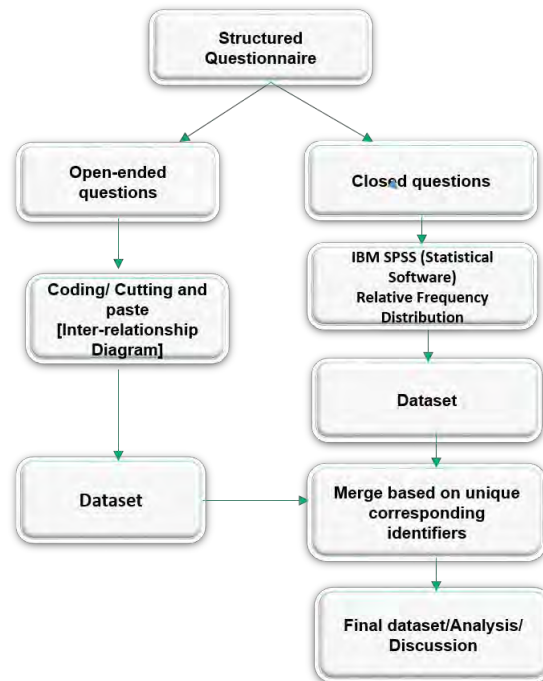 Structured
Questionnaire
Open-ended
questions
Closed questions
Coding/ Cutting and
paste
[Inter-relationship
Diagram]
IBM SPSS (Statistical
Software)
Relative Frequency
Distribution
Dataset
Dataset
Merge based on unique
corresponding
identifiers
Final dataset/Analysis/
Discussion